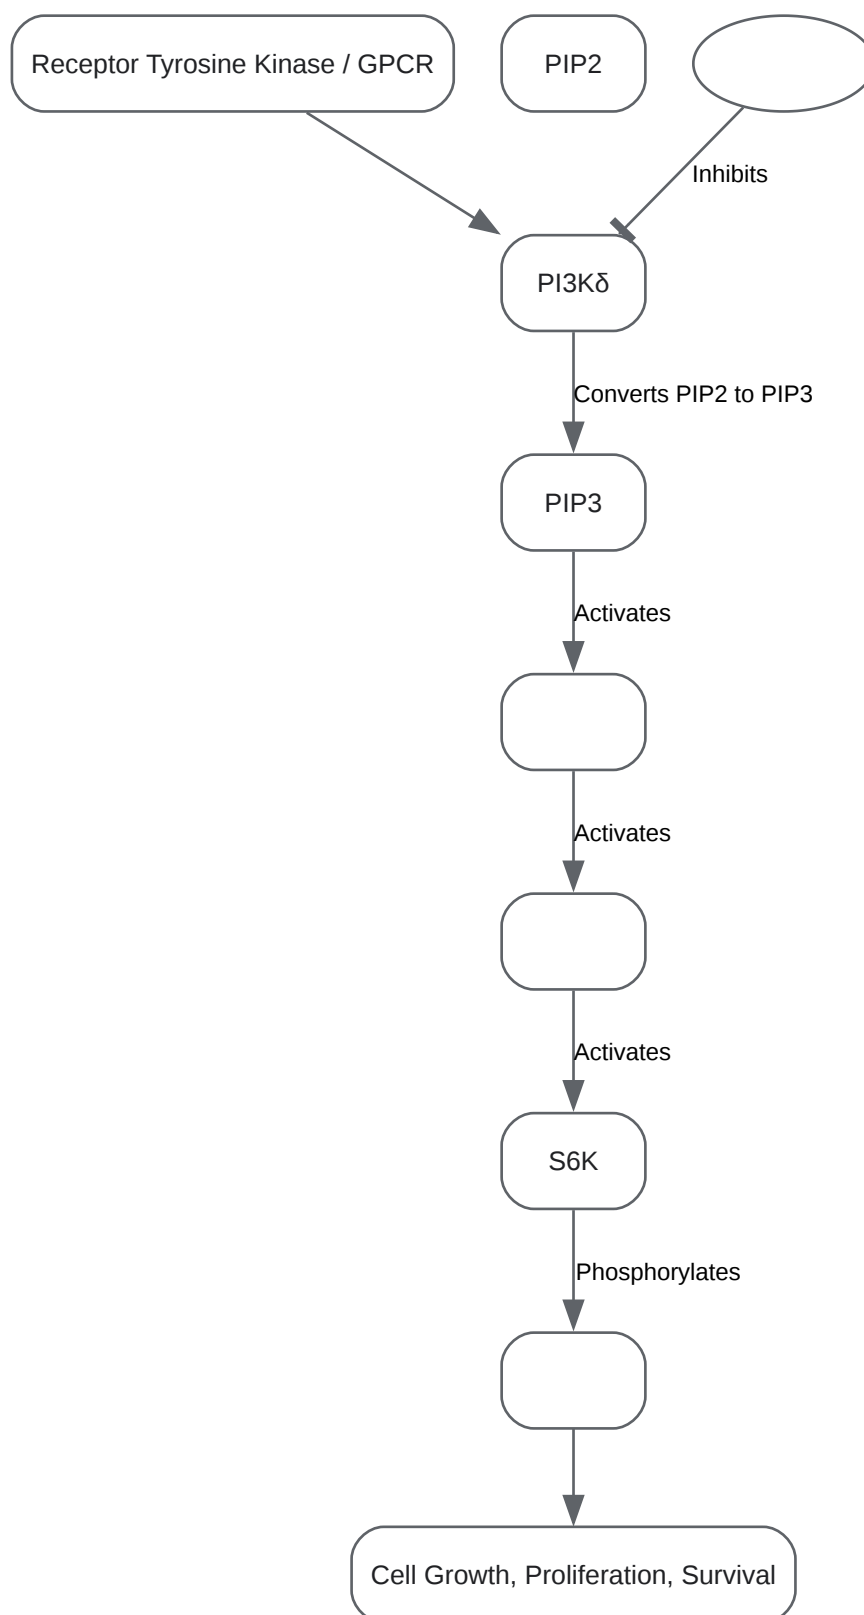 Receptor Tyrosine Kinase / GPCR
PIP2
Inhibits
PI3Kδ
Converts PIP2 to PIP3
PIP3
Activates
Activates
Activates
S6K
Phosphorylates
Cell Growth, Proliferation, Survival